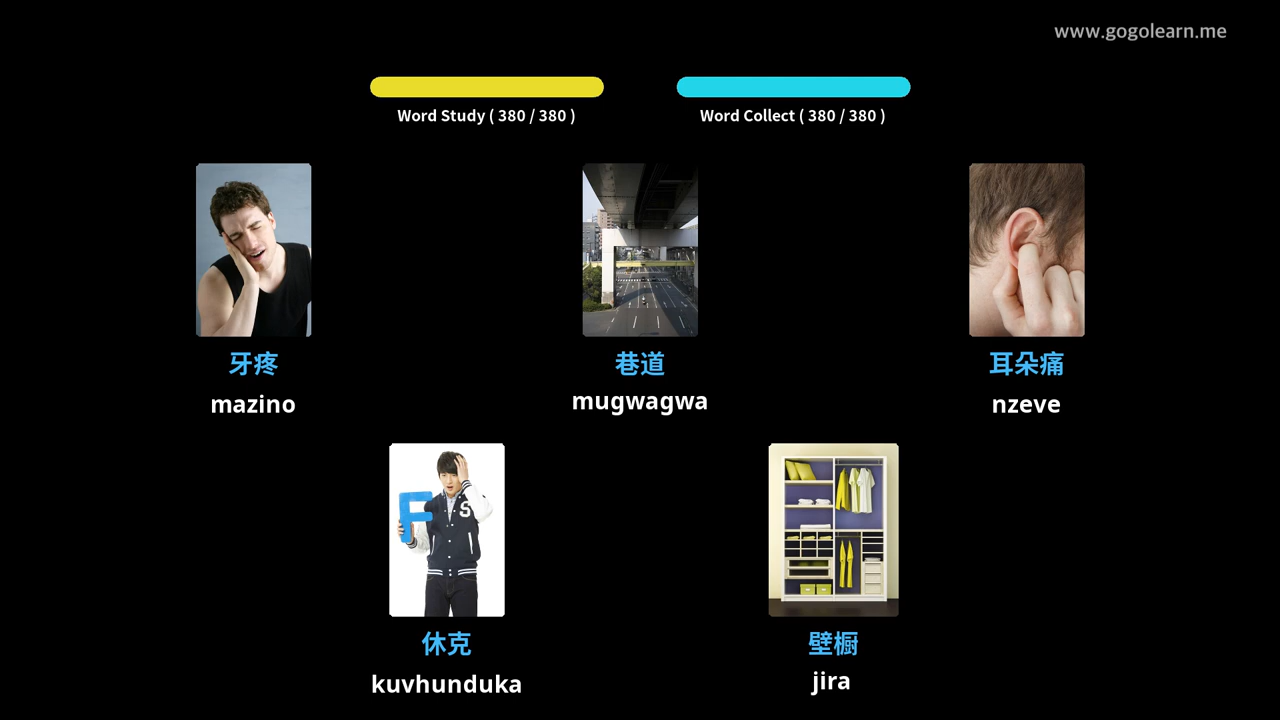 www.gogolearn.me
Word Study ( 380 / 380 )
Word Collect ( 380 / 380 )
牙疼
mazino
巷道
mugwagwa
耳朵痛
nzeve
F
S
休克
kuvhunduka
壁橱
jira